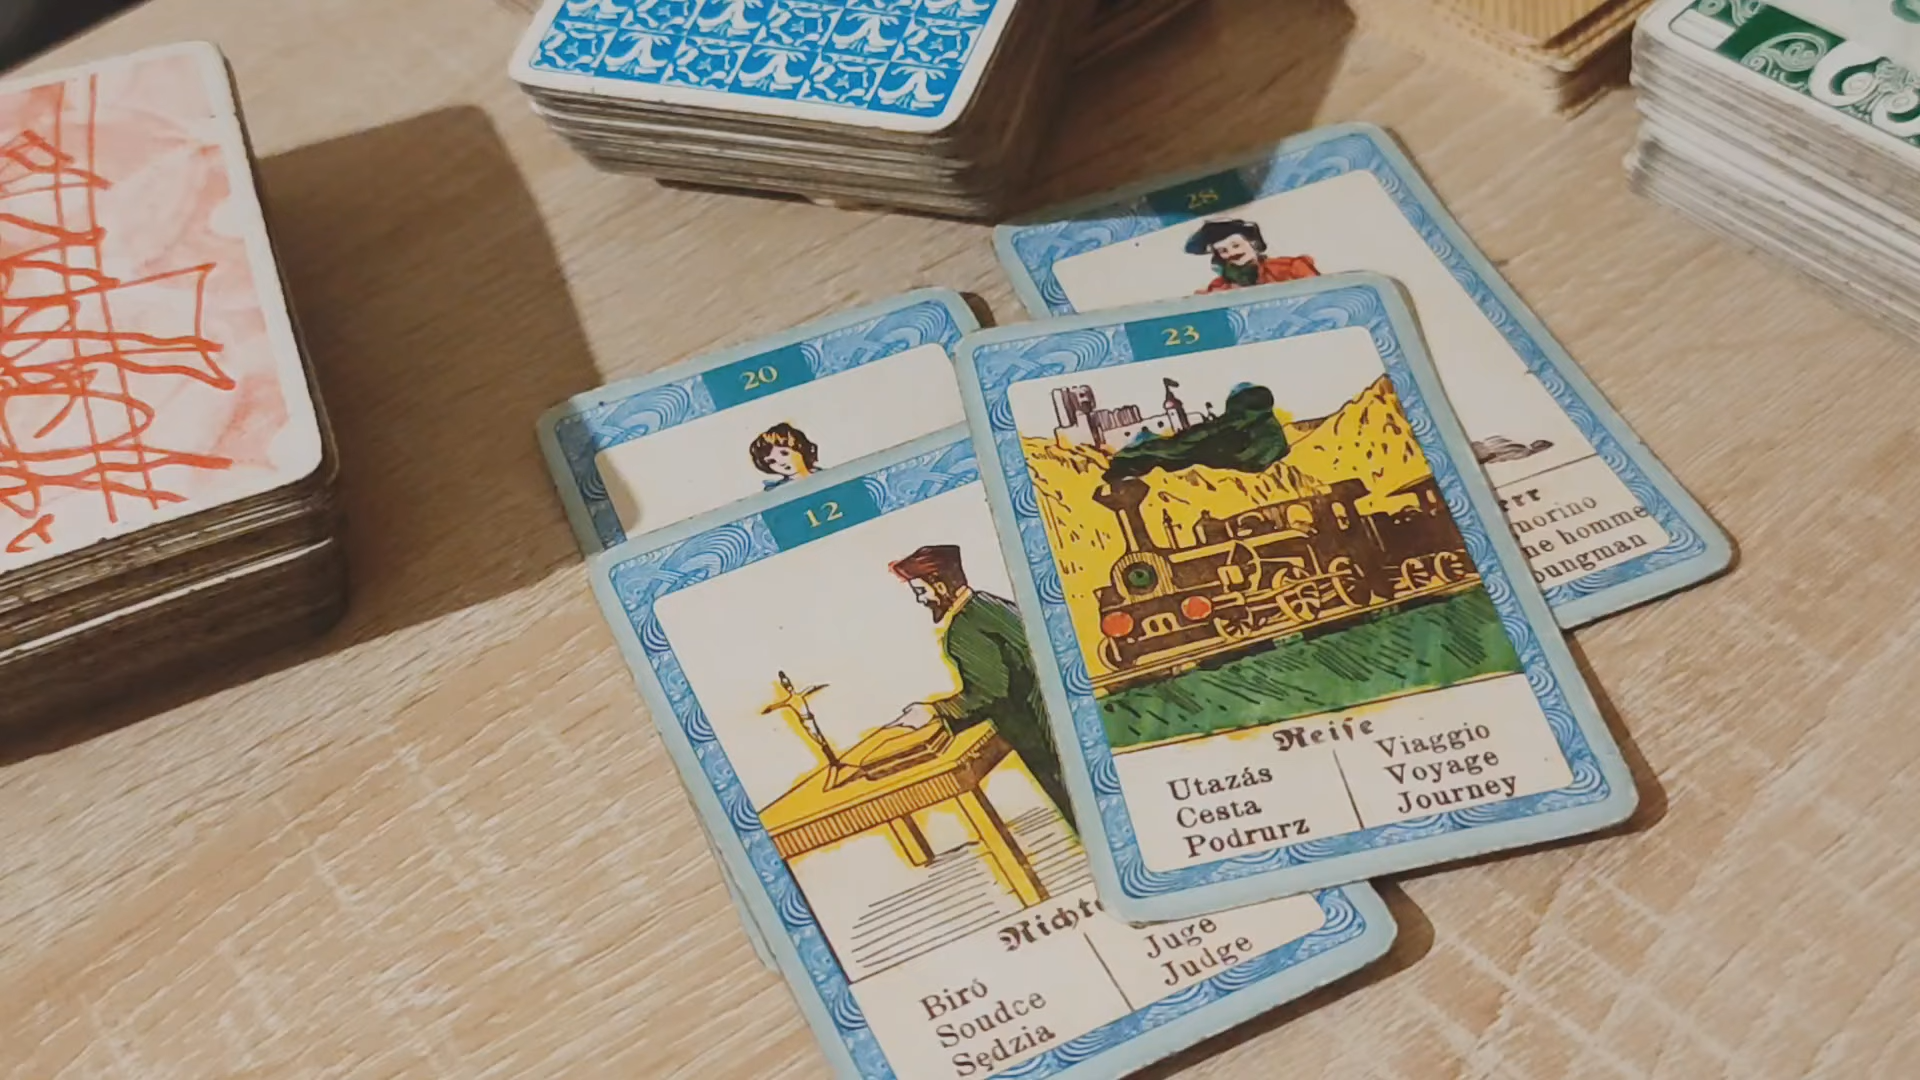 28
norino
ne homme
oungman
20
12
Biró
Soudce
Sędzia
Juge
Judge
23
Reise
Utazás
Cesta
Podrurz
Viaggio
Voyage
Journey